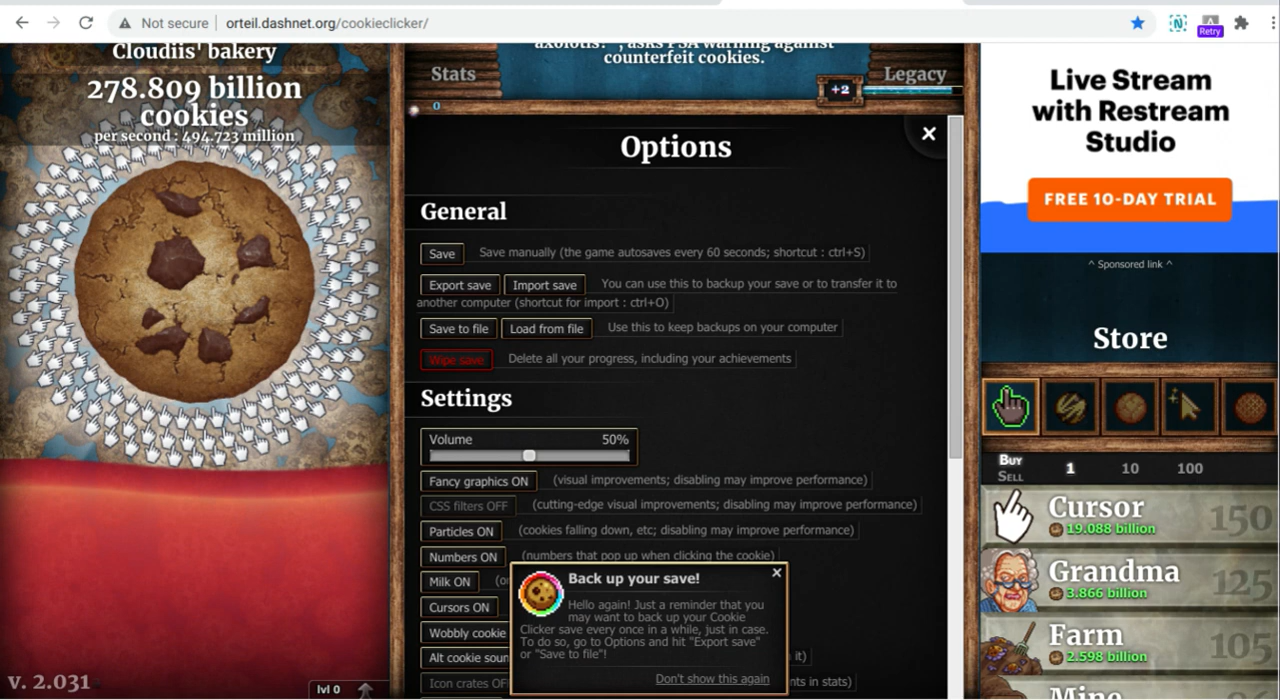 Not secure
orteil.dashnet.org/cookieclicker/
Retry
Cloudiis' bakery
278.809 billion
cookies
per second : 494.723 million
v. 2.031
lvl 0
Stats
0
counterfeit cookies.
, asks PSA warning against
+2
Legacy
Options
General
Save
Save manually (the game autosaves every 60 seconds; shortcut : ctrl+S)
Export save
Import save
You can use this to backup your save or to transfer it to
another computer (shortcut for import : ctrl+O)
Save to file
Load from file
Use this to keep backups on your computer
Wipe save
Delete all your progress, including your achievements
Settings
Volume 50%
Fancy graphics ON (visual improvements; disabling may improve performance)
CSS filters OFF (cutting-edge visual improvements; disabling may improve performance)
Particles ON (cookies falling down, etc; disabling may improve performance)
Numbers ON (numbers that pop up when clicking the cookie)
Milk ON
Cursors ON
Wobbly cookie
Alt cookie soun
it)
Icon crates OF
nts in stats)
Back up your save!
Hello again! Just a reminder that you
may want to back up your Cookie
Clicker save every once in a while, just in case.
To do so, go to Options and hit "Export save"
or "Save to file"!
Don't show this again
Live Stream
with Restream
Studio
FREE 10-DAY TRIAL
^ Sponsored link ^
Store
Buy
Sell
1 10 100
Cursor
19.088 billion
150
Grandma
3.866 billion
125
Farm
2.598 billion
105
Mine